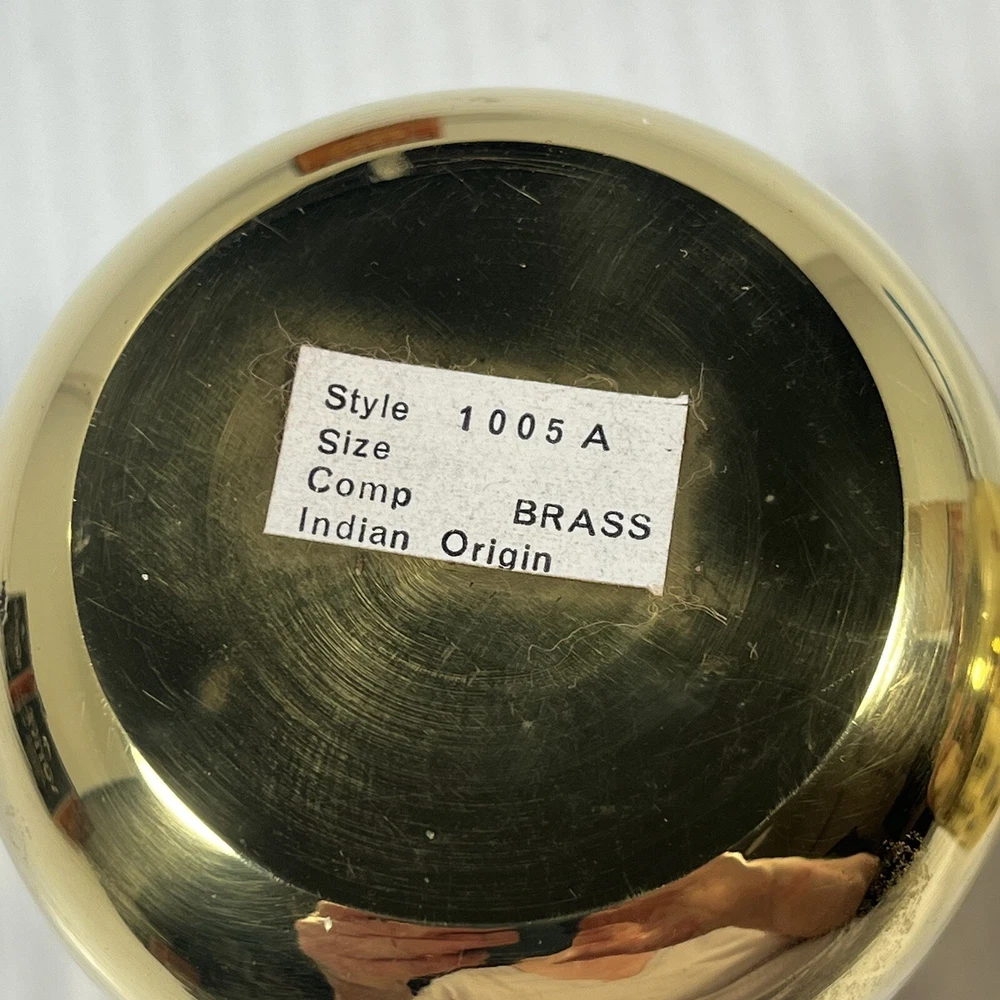 Style 1005 A
Size
Comp BRASS
Indian Origin